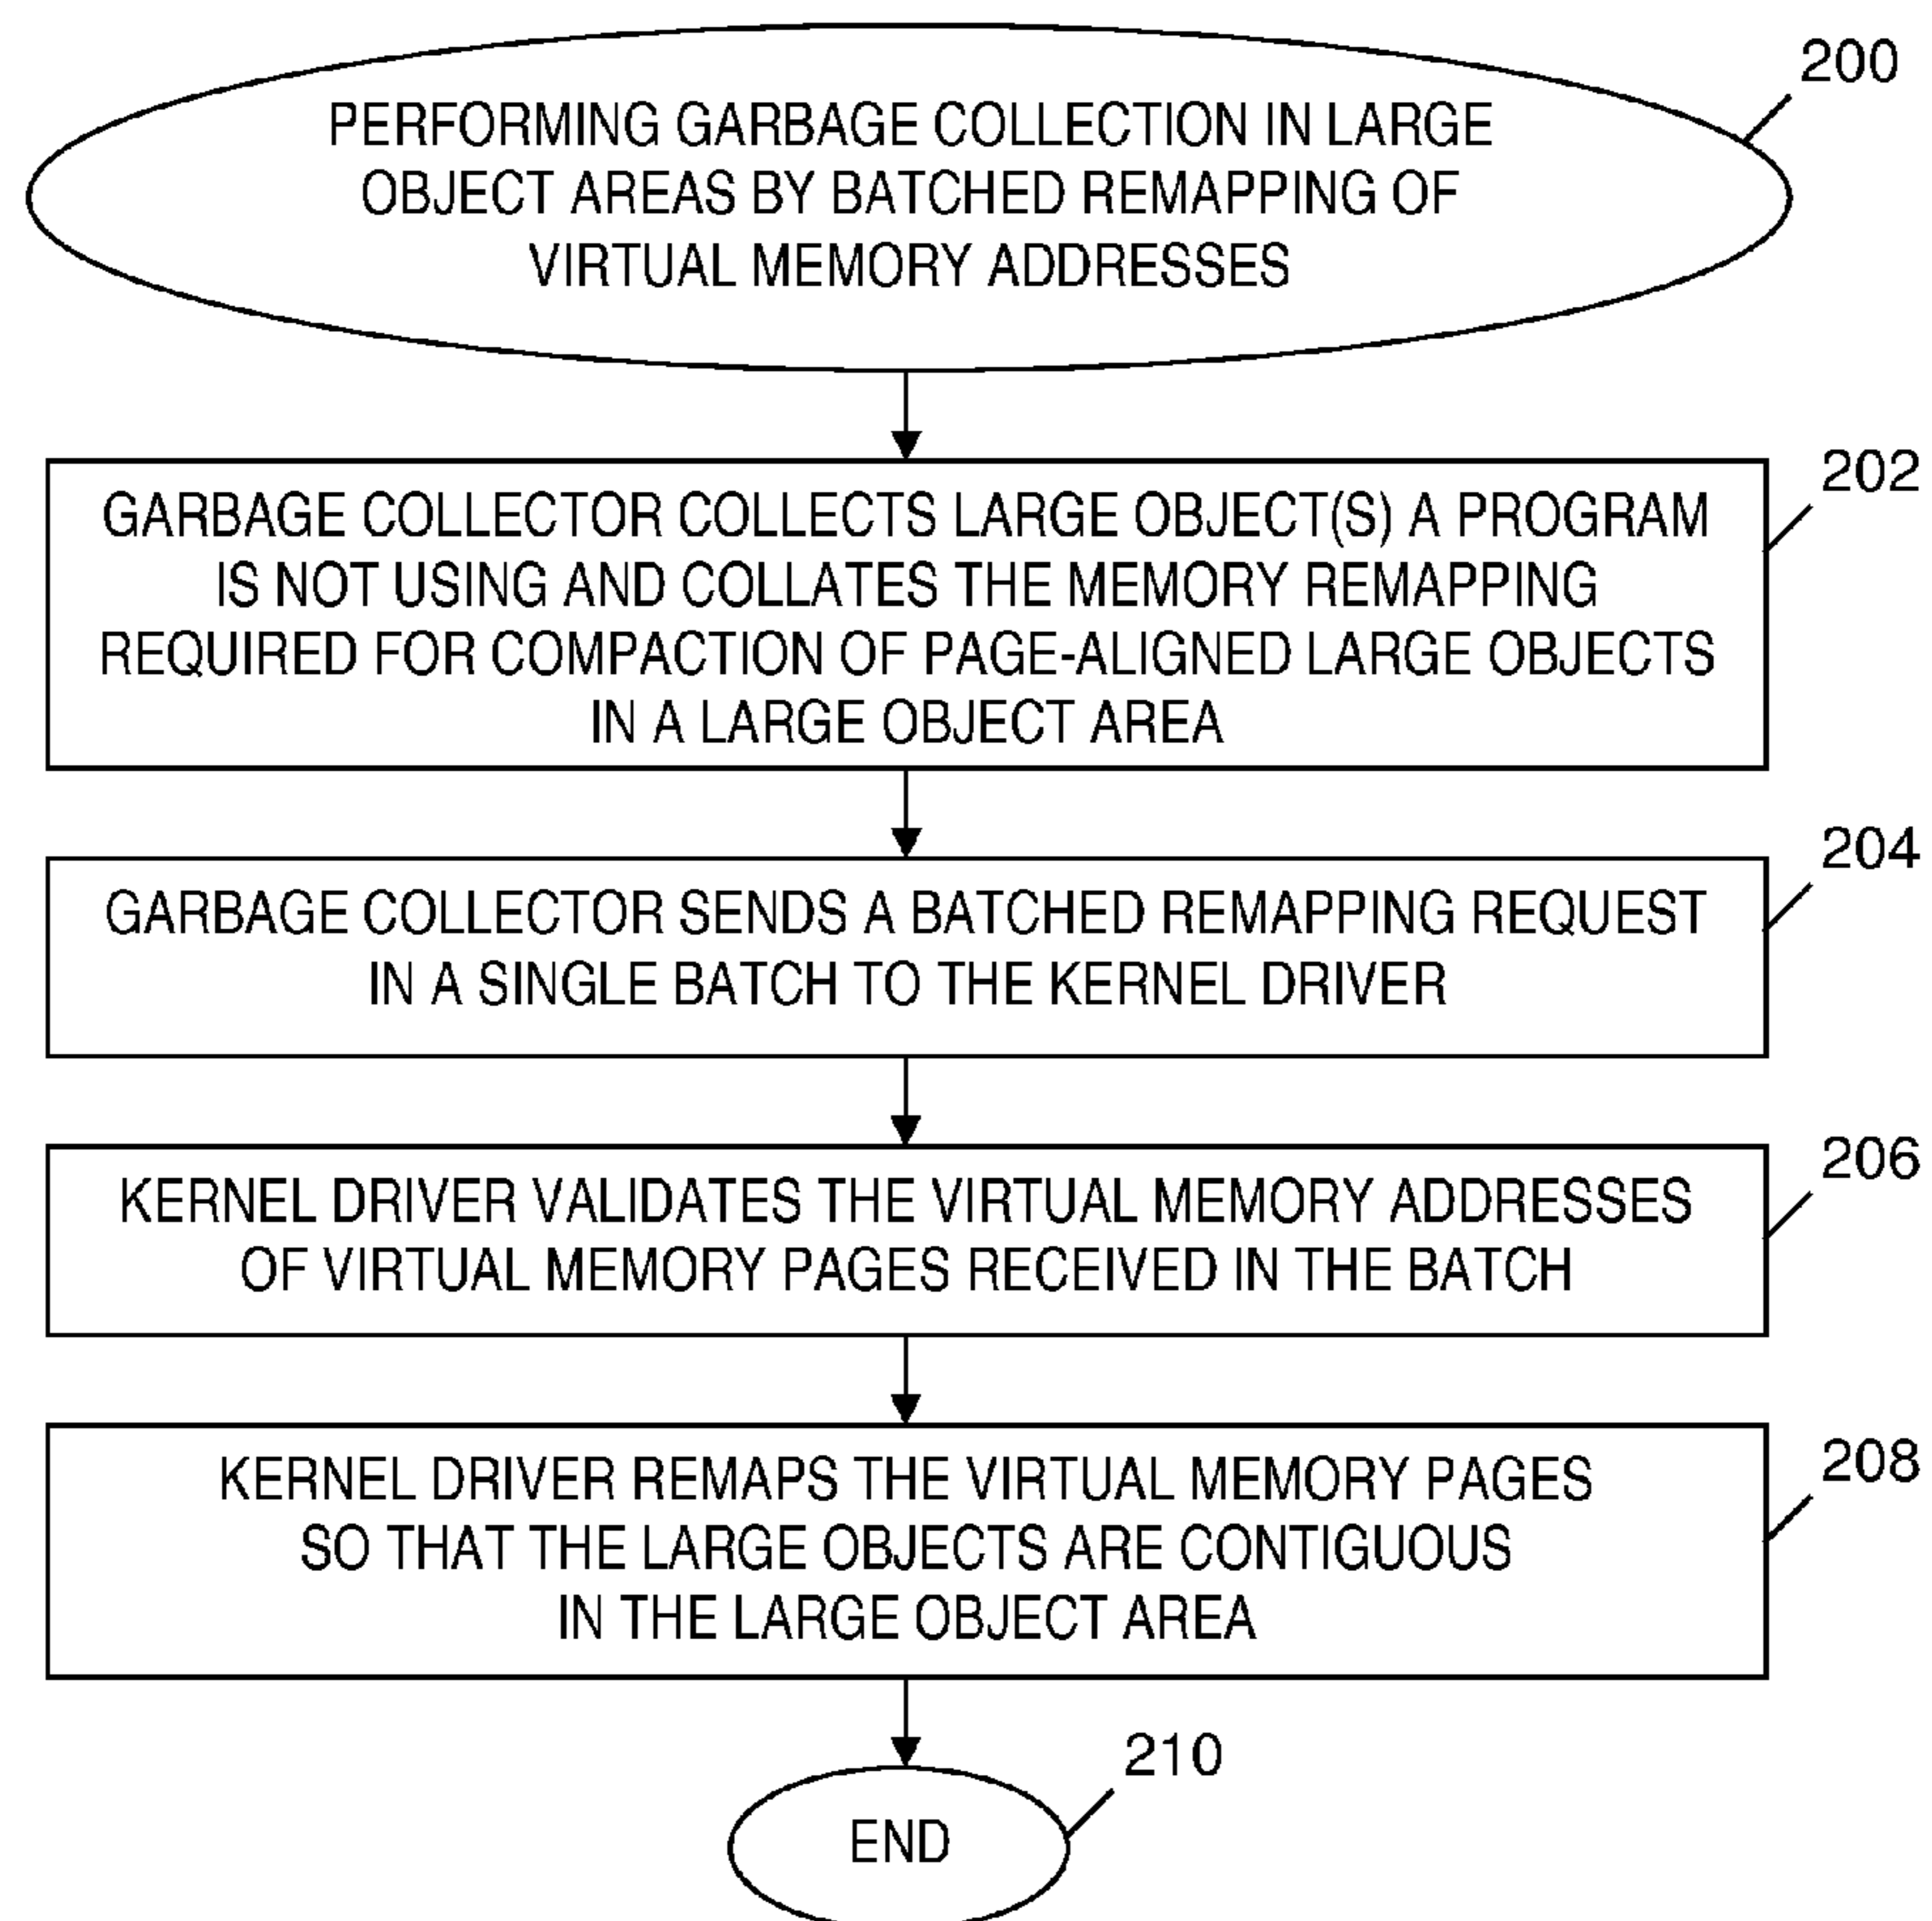 200
PERFORMING GARBAGE COLLECTION IN LARGE
OBJECT AREAS BY BATCHED REMAPPING OF
VIRTUAL MEMORY ADDRESSES
202
GARBAGE COLLECTOR COLLECTS LARGE OBJECT(S) A PROGRAM
IS NOT USING AND COLLATES THE MEMORY REMAPPING
REQUIRED FOR COMPACTION OF PAGE-ALIGNED LARGE OBJECTS
IN A LARGE OBJECT AREA
204
GARBAGE COLLECTOR SENDS A BATCHED REMAPPING REQUEST
IN A SINGLE BATCH TO THE KERNEL DRIVER
206
KERNEL DRIVER VALIDATES THE VIRTUAL MEMORY ADDRESSES
OF VIRTUAL MEMORY PAGES RECEIVED IN THE BATCH
208
KERNEL DRIVER REMAPS THE VIRTUAL MEMORY PAGES
SO THAT THE LARGE OBJECTS ARE CONTIGUOUS
IN THE LARGE OBJECT AREA
210
END